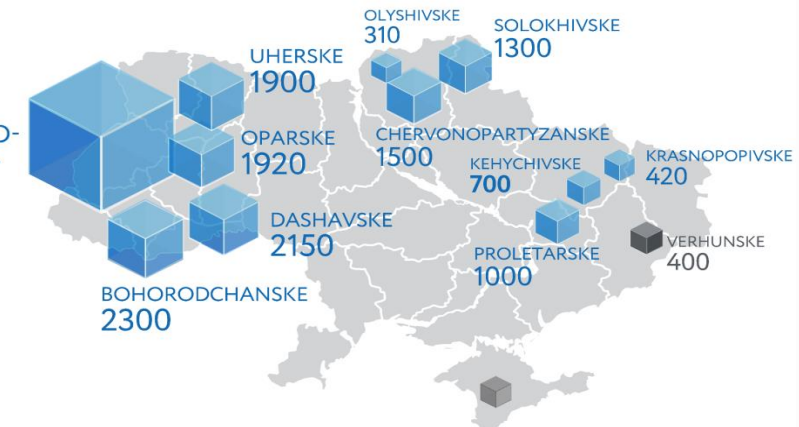 OLYSHIVSKE
310
SOLOKHIVSKE
1300
UHERSKE
1900
D-
OPARSKE
1920
CHERVONOPARTYZANSKE
1500
KEHYCHIVSKE
700
KRASNOPOPIVSKE
420
DASHAVSKE
2150
PROLETARSKE
1000
VERHUNSKE
400
BOHORODCHANSKE
2300